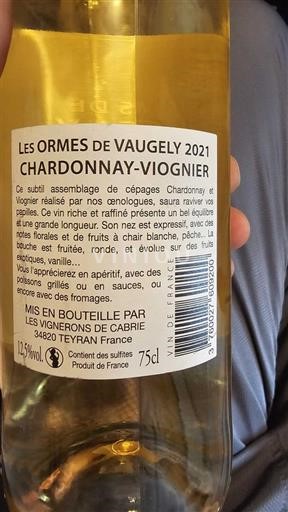 LES ORMES DE VAUGELY 2021
CHARDONNAY-VIOGNIER
Ce subtil assemblage de cépages Chardonnay et
Viognier réalisé par nos œnologues, saura raviver vos
papilles. Ce vin riche et raffiné présente un bel équilibre
et une grande longueur. Son nez est expressif, avec des
notes florales et de fruits à chair blanche, pêche... La
bouche est fruitée, ronde, et évolue sur des fruits
exotiques, vanille...
Vous l'apprécierez en apéritif, avec des
poissons grillés ou en sauces, ou
encore avec des fromages.
MIS EN BOUTEILLE PAR
LES VIGNERONS DE CABRIE
34820 TEYRAN France
12,5%vol.
Contient des sulfites
Produit de France
75cl
VIN DE FRANCE
3 760027 609209
VINTUD